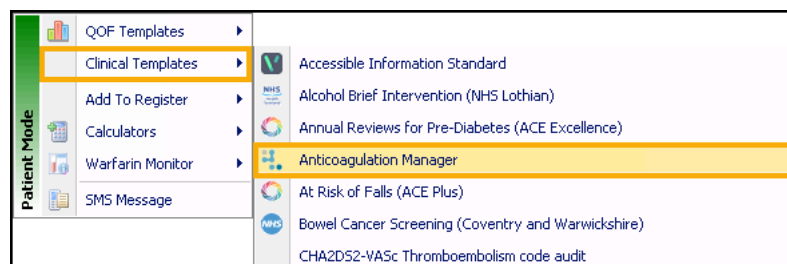 Patient Mode
QOF Templates
Clinical Templates
Add To Register
Calculators
Warfarin Monitor
SMS Message
Accessible Information Standard
NHS
Alcohol Brief Intervention (NHS Lothian)
Annual Reviews for Pre-Diabetes (ACE Excellence)
Anticoagulation Manager
At Risk of Falls (ACE Plus)
NHS
Bowel Cancer Screening (Coventry and Warwickshire)
CHA2DS2-VASc Thromboembolism code audit